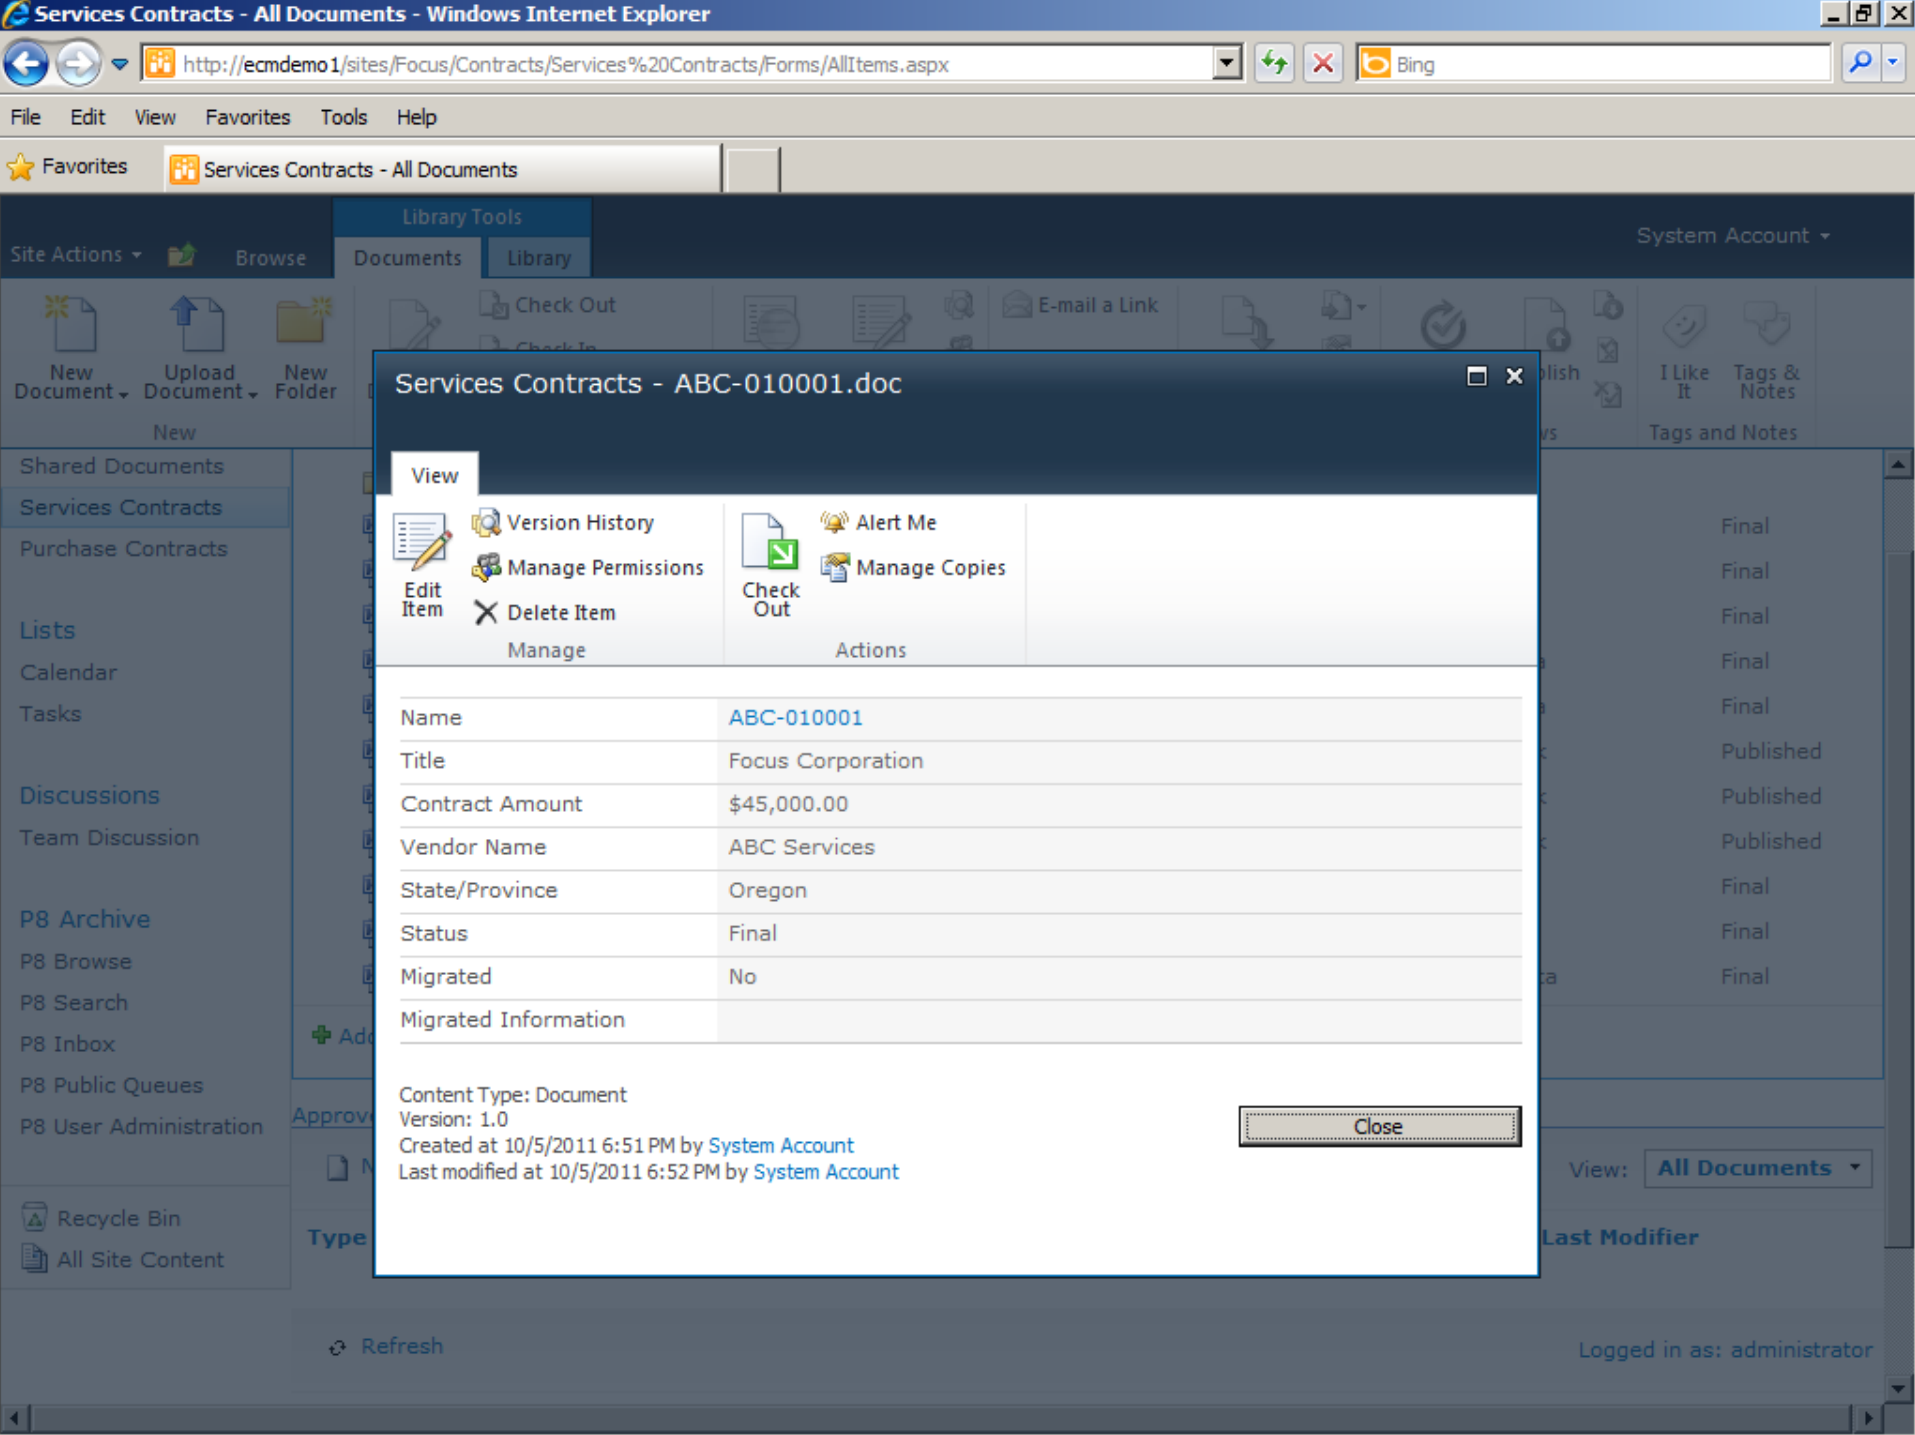 Services Contracts - All Documents - Windows Internet Explorer
http://ecmdemo1/sites/Focus/Contracts/Services%20Contracts/Forms/AllItems.aspx
Bing
File Edit View Favorites Tools Help
Favorites
Services Contracts - All Documents
Library Tools
System Account
Site Actions Browse Documents Library
Check Out
E-mail a Link
Check In
New Document
Upload Document
New Folder
I Like It
Tags & Notes
New
Tags and Notes
Services Contracts - ABC-010001.doc
View
Version History
Manage Permissions
Delete Item
Edit Item
Manage
Check Out
Alert Me
Manage Copies
Actions
Name ABC-010001
Title Focus Corporation
Contract Amount $45,000.00
Vendor Name ABC Services
State/Province Oregon
Status Final
Migrated No
Migrated Information
Content Type: Document
Version: 1.0
Created at 10/5/2011 6:51 PM by System Account
Last modified at 10/5/2011 6:52 PM by System Account
Close
Shared Documents
Services Contracts
Purchase Contracts
Lists
Calendar
Tasks
Discussions
Team Discussion
P8 Archive
P8 Browse
P8 Search
P8 Inbox
P8 Public Queues
P8 User Administration
Recycle Bin
All Site Content
Final
Final
Final
Final
Final
Published
Published
Published
Final
Final
Final
View: All Documents
Type
Last Modifier
Refresh
Logged in as: administrator